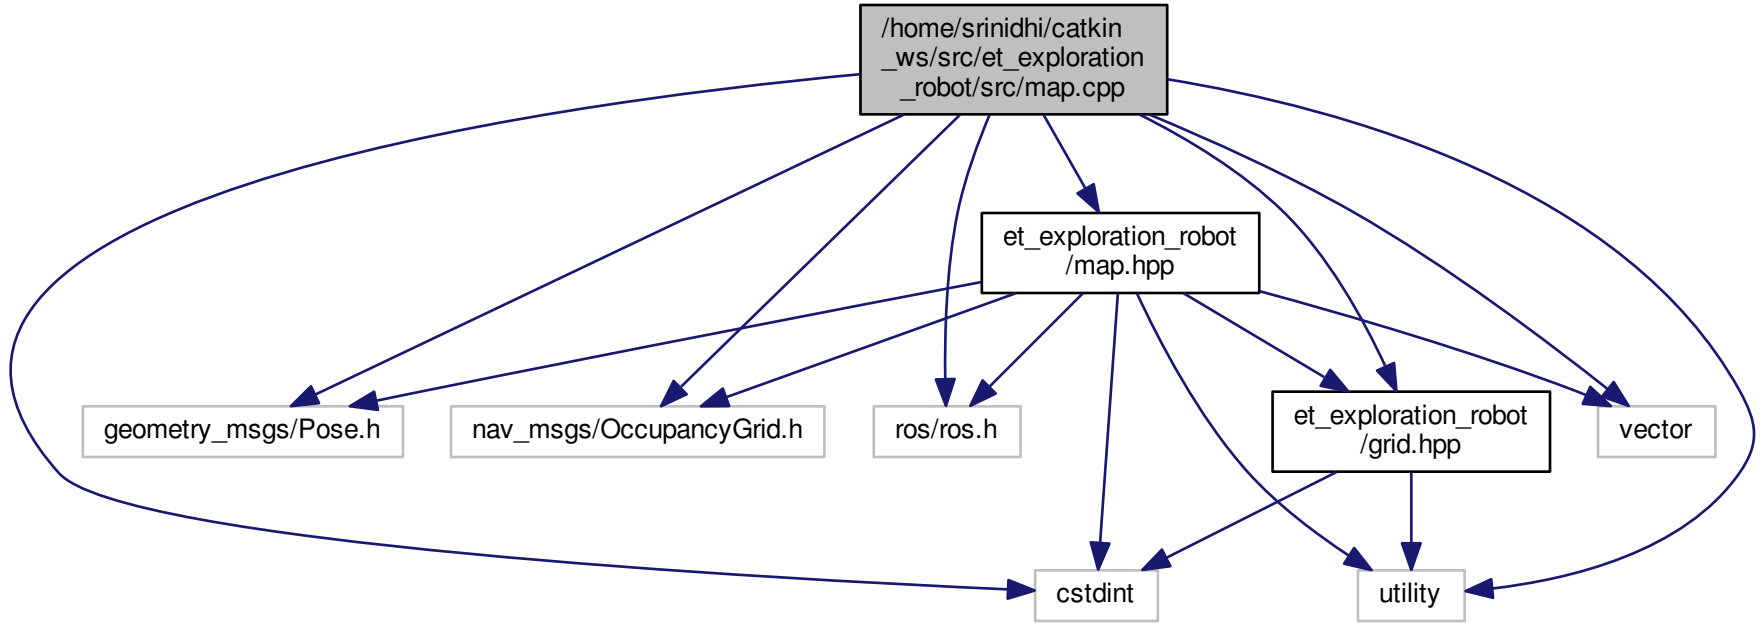 /home/srinidhi/catkin
_ws/src/et_exploration
_robot/src/map.cpp
et_exploration_robot
/map.hpp
geometry_msgs/Pose.h
nav_msgs/OccupancyGrid.h
ros/ros.h
et_exploration_robot
/grid.hpp
vector
cstdint
utility